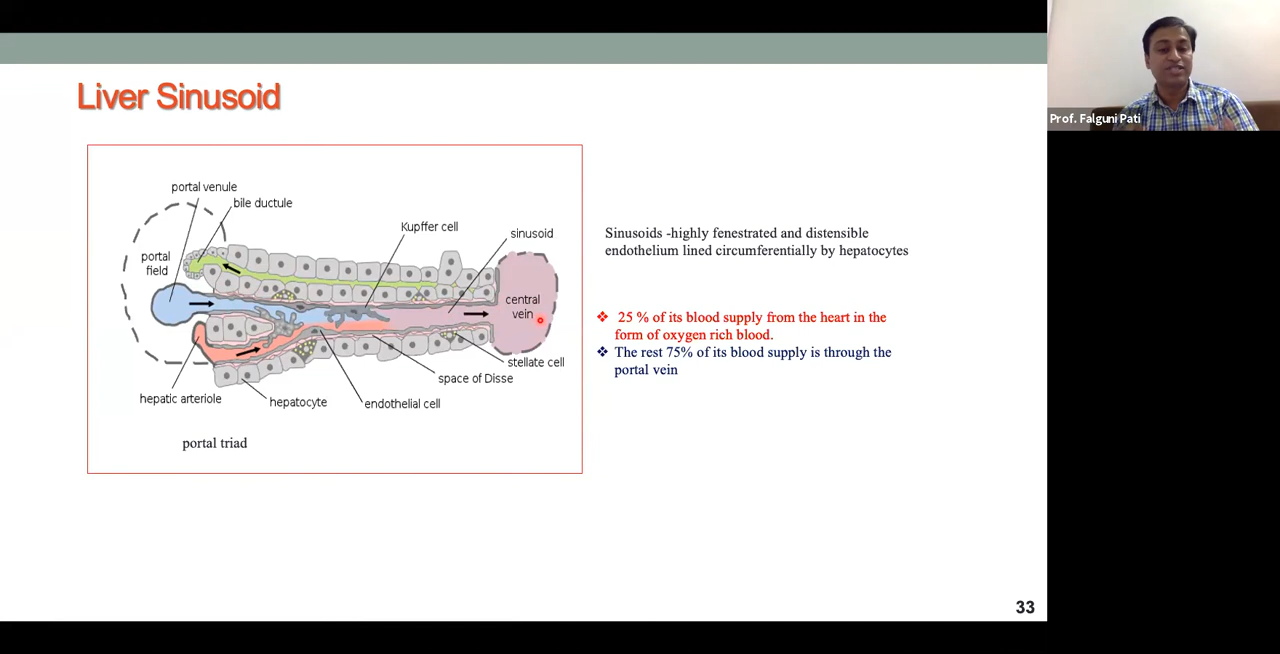 Prof. Falguni Pati
Liver Sinusoid
portal venule
bile ductule
Kupffer cell
sinusoid
portal
field
central
vein
stellate cell
space of Disse
hepatic arteriole
hepatocyte
endothelial cell
portal triad
Sinusoids -highly fenestrated and distensible
endothelium lined circumferentially by hepatocytes
❖ 25 % of its blood supply from the heart in the
form of oxygen rich blood.
❖ The rest 75% of its blood supply is through the
portal vein
33